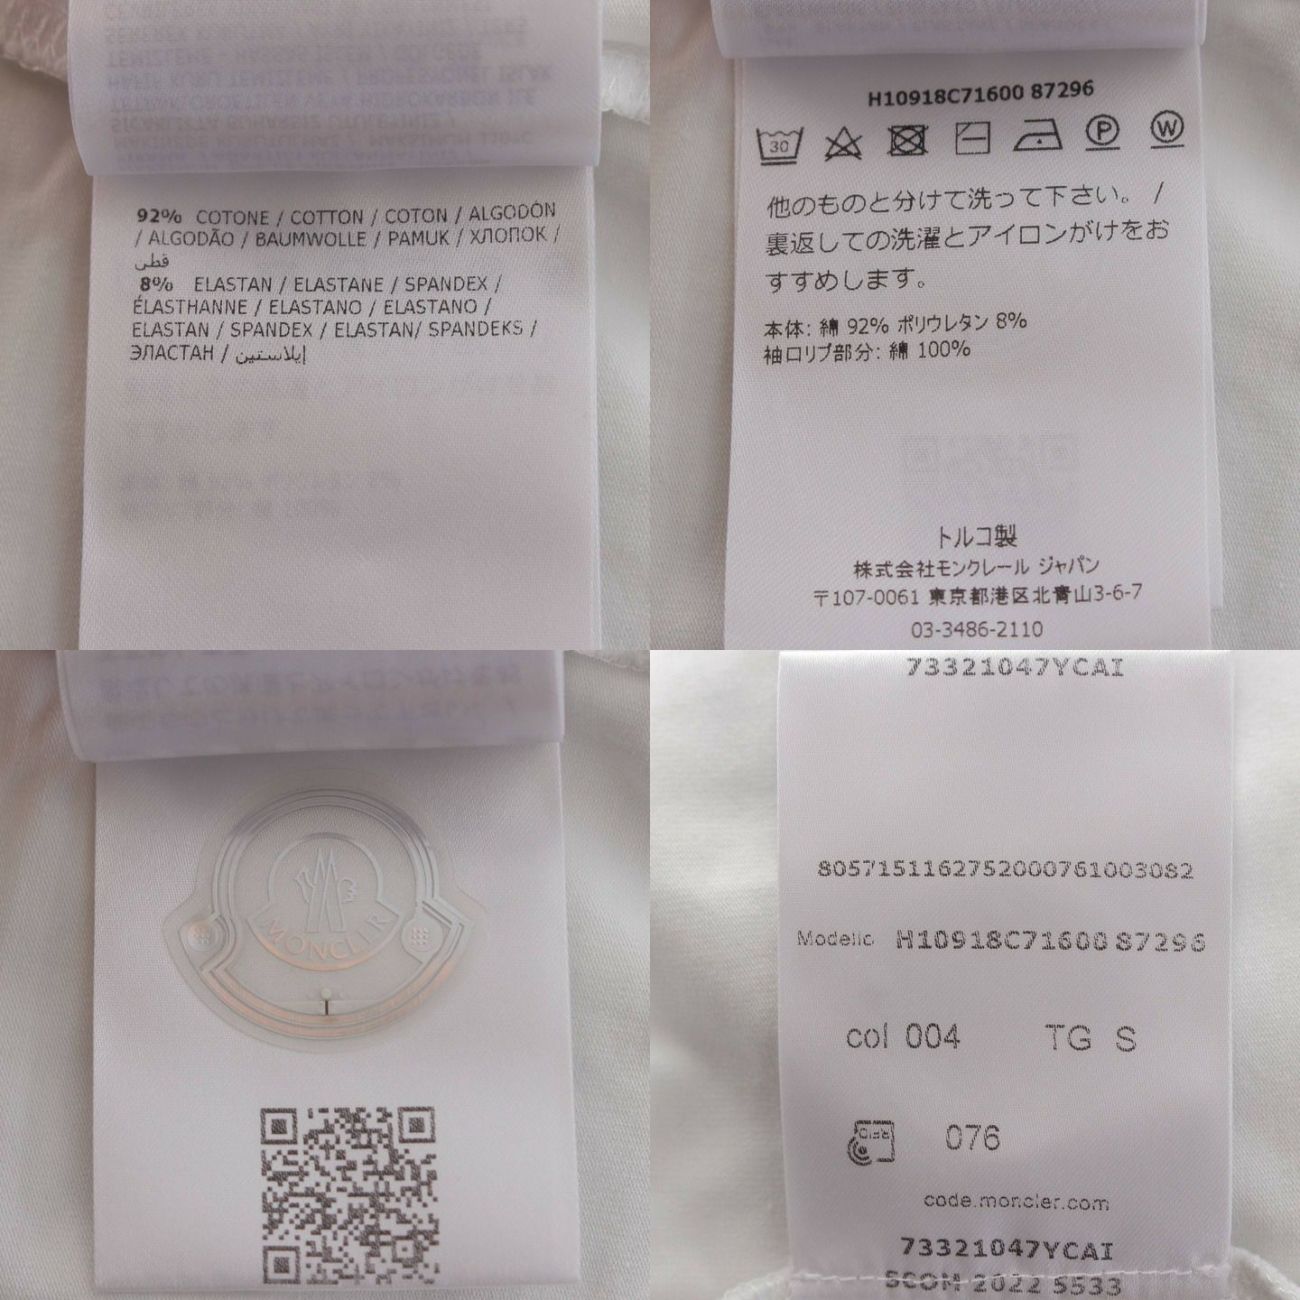 92% COTONE / COTTON / COTON / ALGODÓN
/ ALGODÃO / BAUMWOLLE / PAMUK / ХЛОПОК /
قطن
8% ELASTAN / ELASTANE / SPANDEX /
ÉLASTHANNE / ELASTANO / ELASTANO /
ELASTAN / SPANDEX / ELASTAN/ SPANDEKS /
ЭЛАСТАН / إيلاستين
H10918C71600 87296
30
P
W
他のものと分けて洗って下さい。 /
裏返しての洗濯とアイロンがけをお
すすめします。
本体: 綿 92% ポリウレタン 8%
袖口リブ部分: 綿 100%
トルコ製
株式会社モンクレール ジャパン
〒107-0061 東京都港区北青山3-6-7
03-3486-2110
MONCLER
73321047YCAI
8057151162752000761003082
Modello H10918C71600 87296
col 004 TG S
076
code.moncler.com
73321047YCAI
SCOM 2022 5533